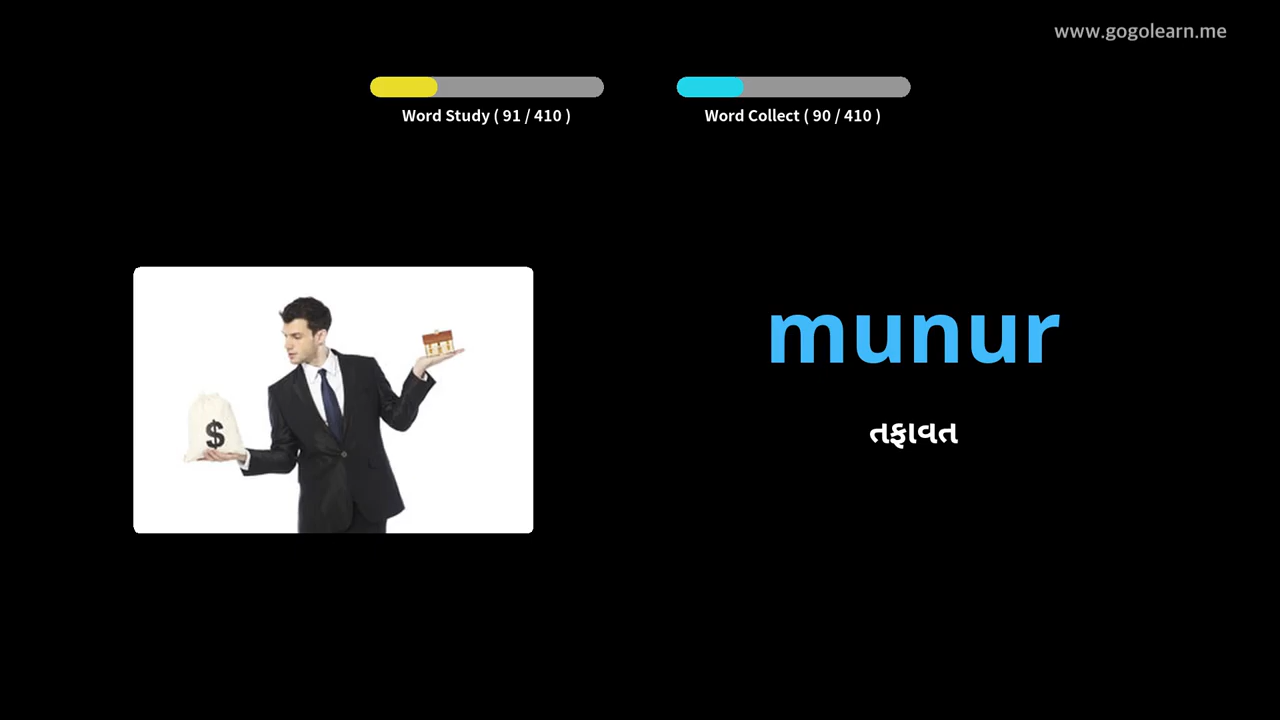 www.gogolearn.me
Word Study ( 91 / 410 )
Word Collect ( 90 / 410 )
munur
તફાવત
$